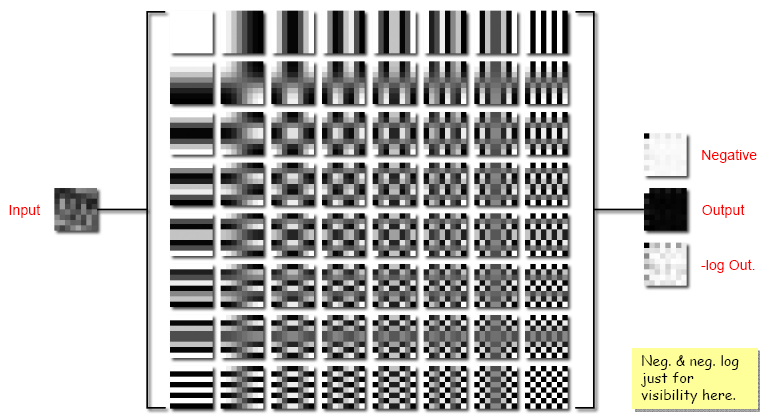 Negative
Input
Output
-log Out.
Neg. & neg. log
just for
visibility here.